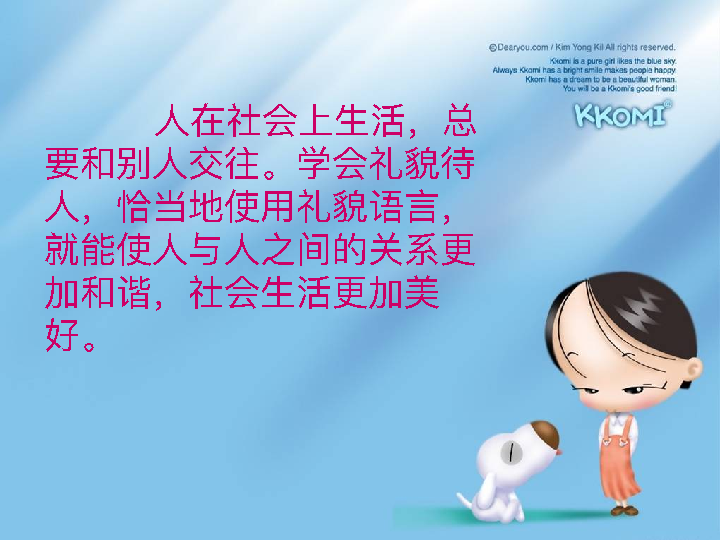 ©Dearyou.com / Kim Yong Kil All rights reserved.
Kkomi is a pure girl likes the blue sky.
Always Kkomi has a bright smile makes people happy.
Kkomi has a dream to be a beautiful woman.
You will be a Kkomi's good friend!
KKOMI
人在社会上生活，总
要和别人交往。学会礼貌待
人，恰当地使用礼貌语言，
就能使人与人之间的关系更
加和谐，社会生活更加美
好。